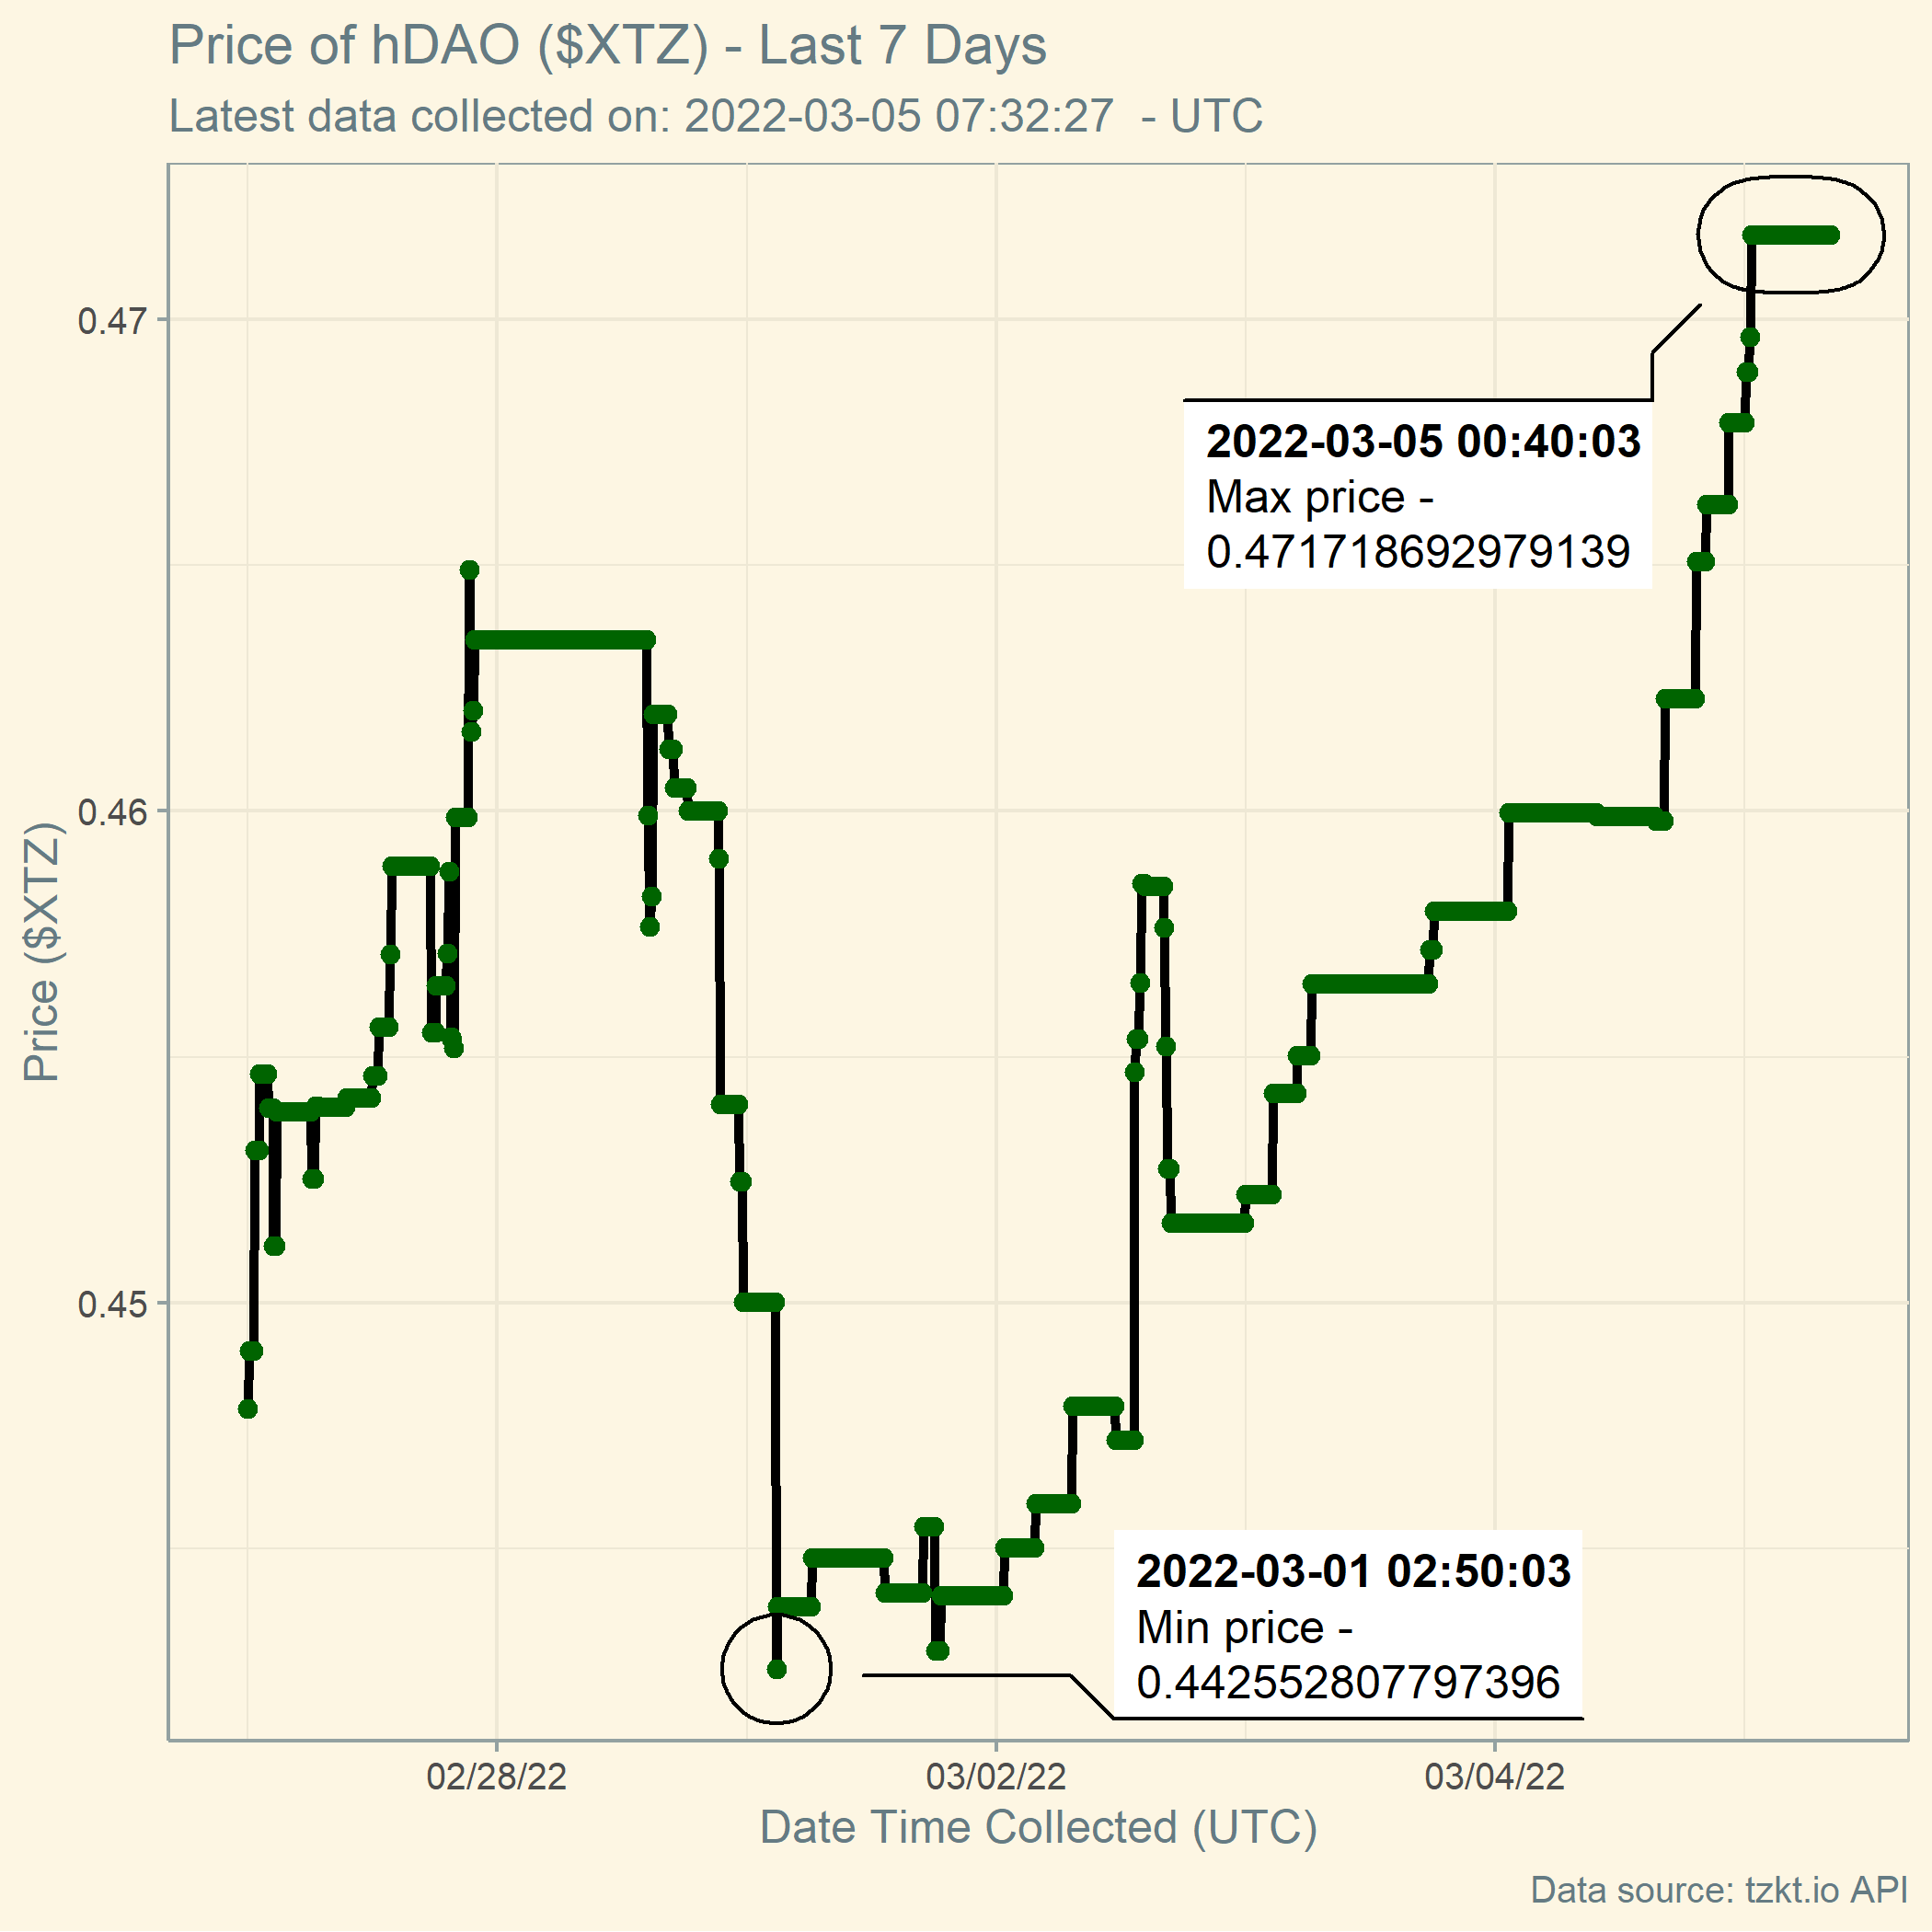 Price of hDAO ($XTZ) - Last 7 Days
Latest data collected on: 2022-03-05 07:32:27  - UTC
Price ($XTZ)
0.47
0.46
0.45
2022-03-05 00:40:03
Max price -
0.471718692979139
2022-03-01 02:50:03
Min price -
0.442552807797396
02/28/22
03/02/22
03/04/22
Date Time Collected (UTC)
Data source: tzkt.io API